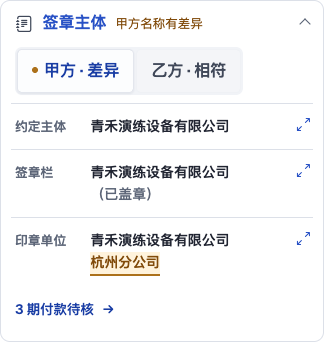 签章主体 甲方名称有差异
甲方 · 差异 乙方 · 相符
约定主体 青禾演练设备有限公司
签章栏 青禾演练设备有限公司
（已盖章）
印章单位 青禾演练设备有限公司
杭州分公司
3 期付款待核 →